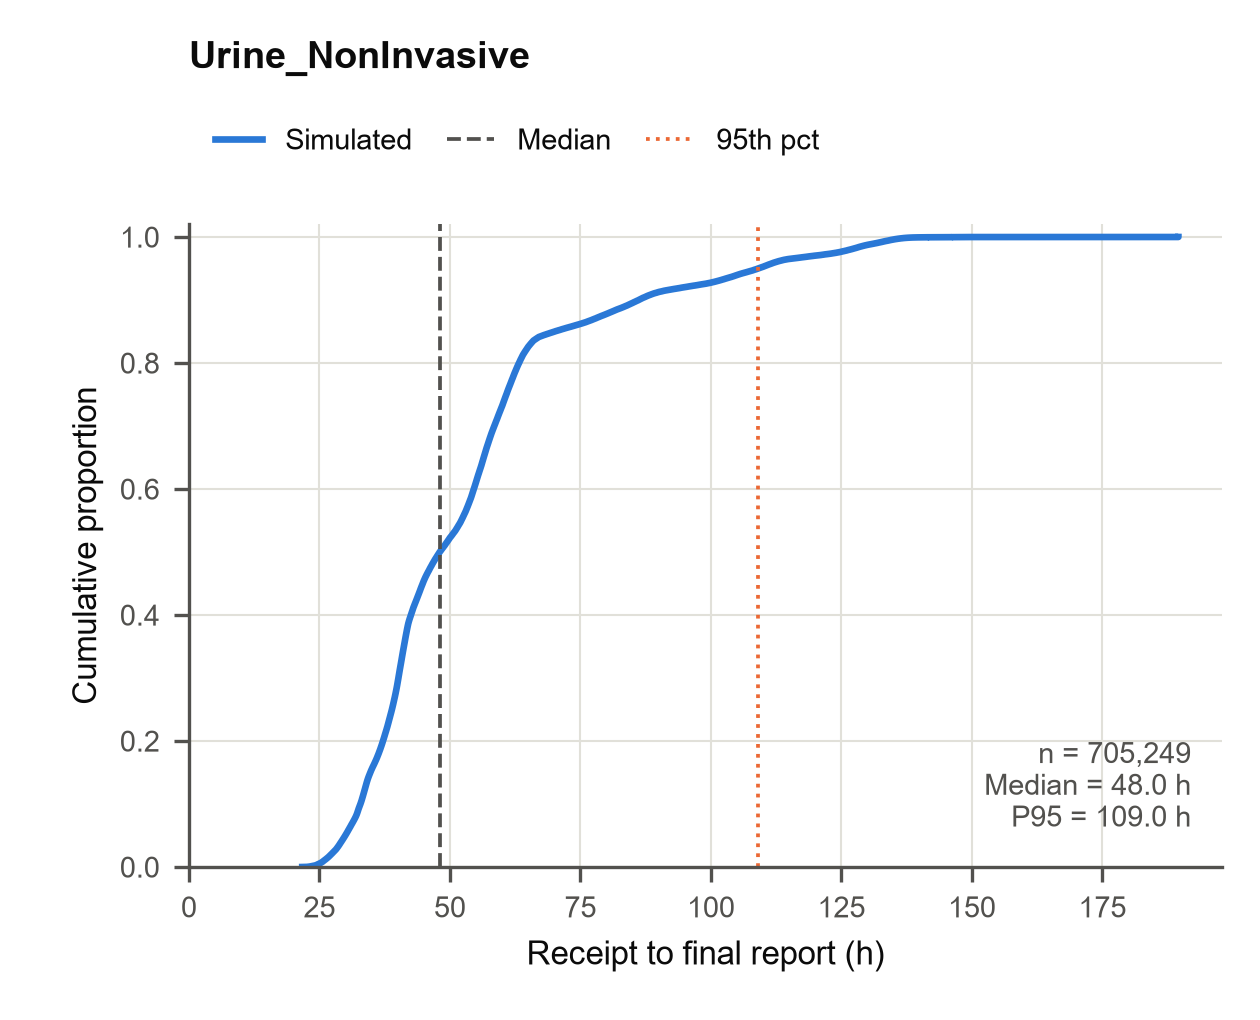 Urine_NonInvasive
Simulated Median 95th pct
1.0
0.8
0.6
0.4
0.2
0.0
Cumulative proportion
n = 705,249
Median = 48.0 h
P95 = 109.0 h
0 25 50 75 100 125 150 175
Receipt to final report (h)